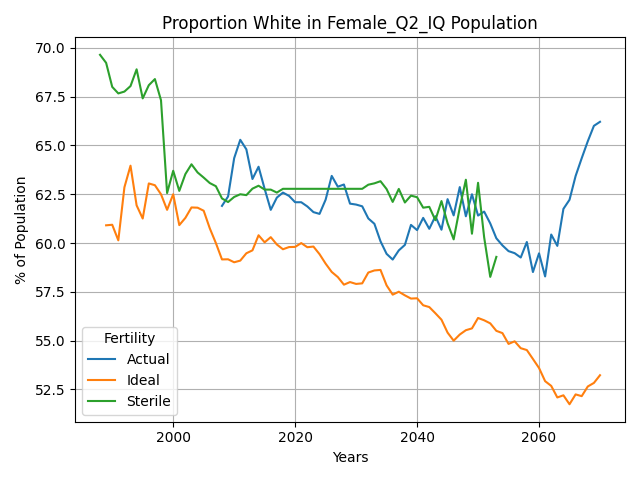 Proportion White in Female_Q2_IQ Population
% of Population
70.0
67.5
65.0
62.5
60.0
57.5
55.0
52.5
Fertility
Actual
Ideal
Sterile
2000
2020
2040
2060
Years